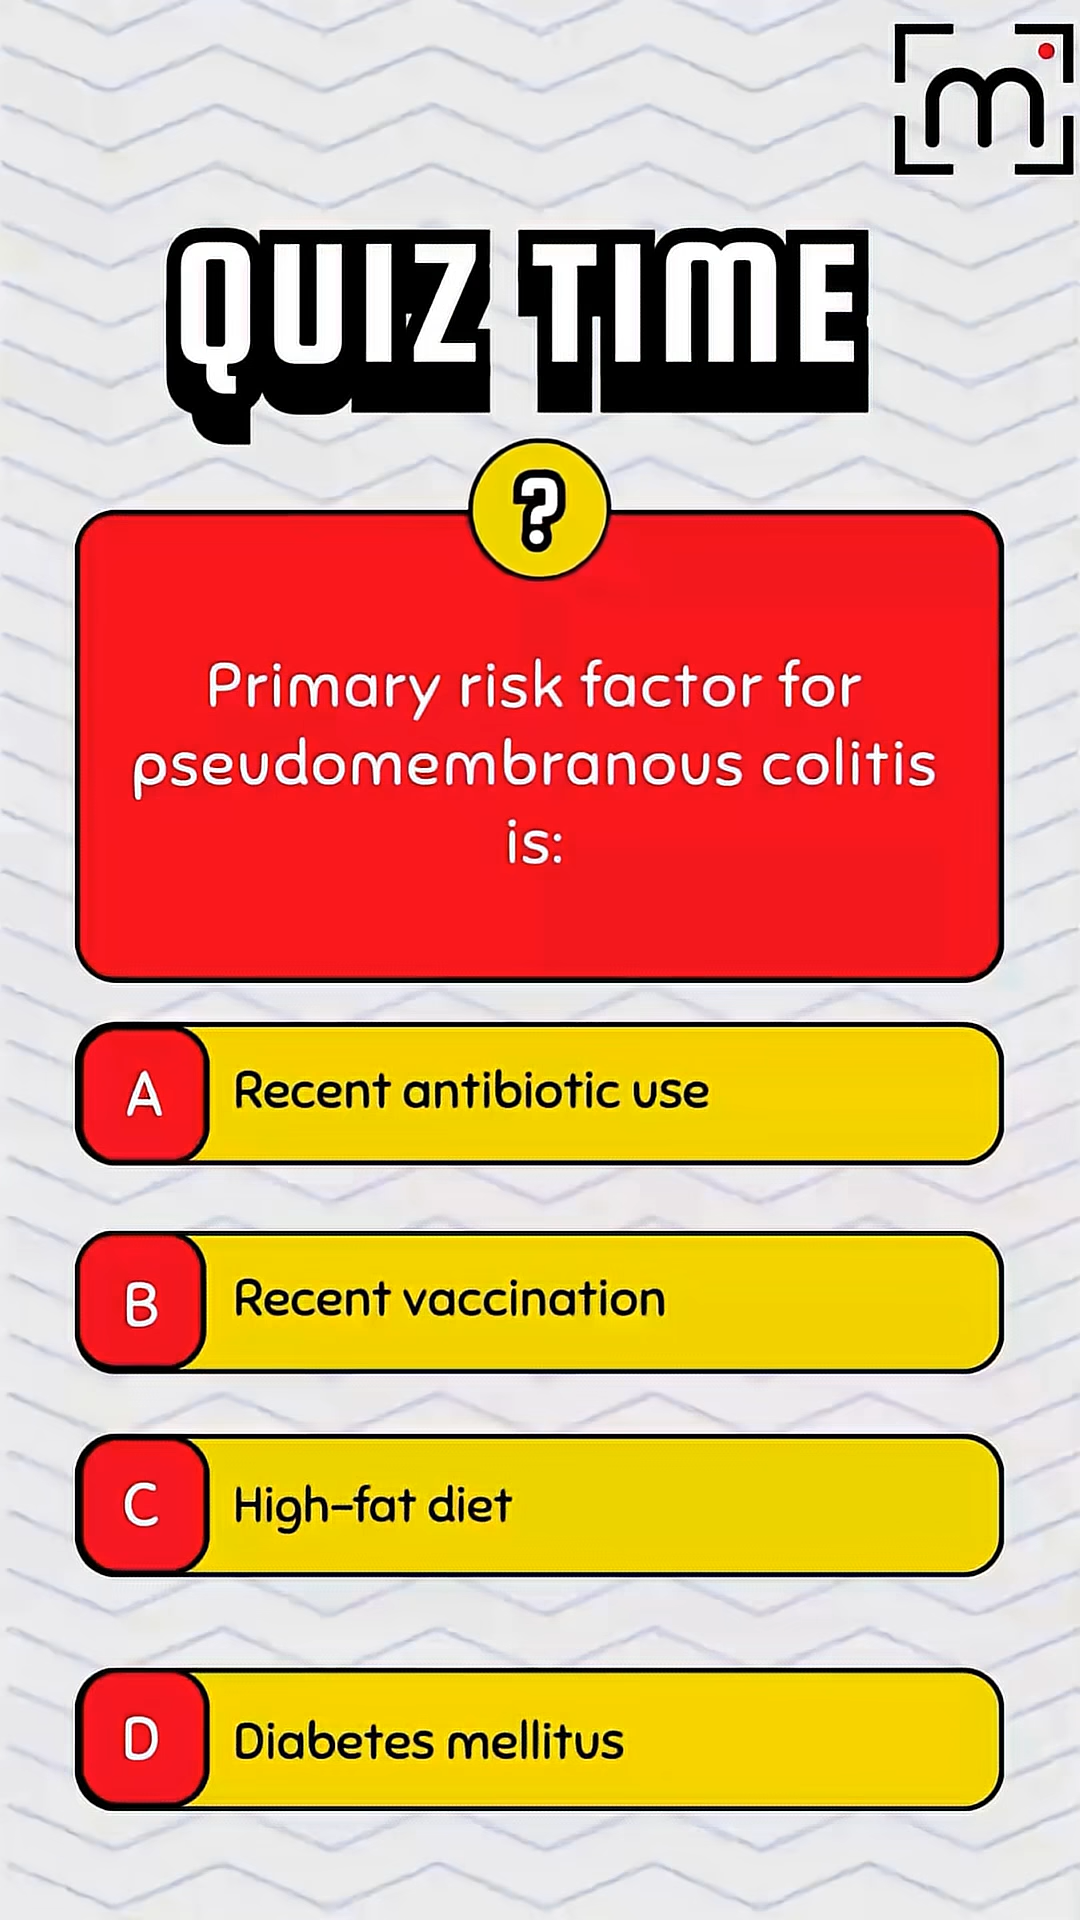 m
QUIZ TIME
?
Primary risk factor for
pseudomembranous colitis
is:
A Recent antibiotic use
B Recent vaccination
C High-fat diet
D Diabetes mellitus